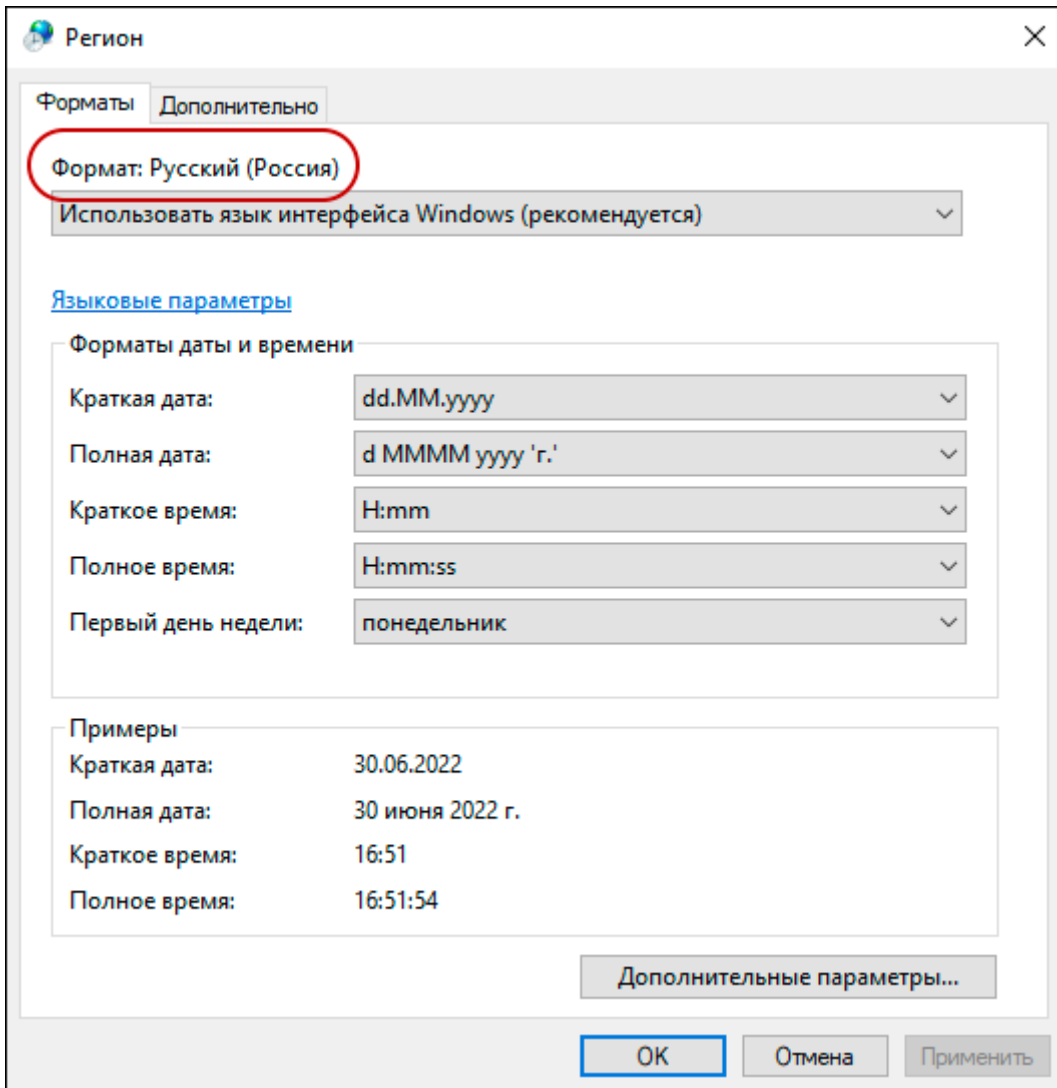 Регион
Форматы Дополнительно
Формат: Русский (Россия)
Использовать язык интерфейса Windows (рекомендуется)
Языковые параметры
Форматы даты и времени
Краткая дата: dd.MM.yyyy
Полная дата: d MMMM yyyy 'г.'
Краткое время: H:mm
Полное время: H:mm:ss
Первый день недели: понедельник
Примеры
Краткая дата: 30.06.2022
Полная дата: 30 июня 2022 г.
Краткое время: 16:51
Полное время: 16:51:54
Дополнительные параметры...
OK Отмена Применить